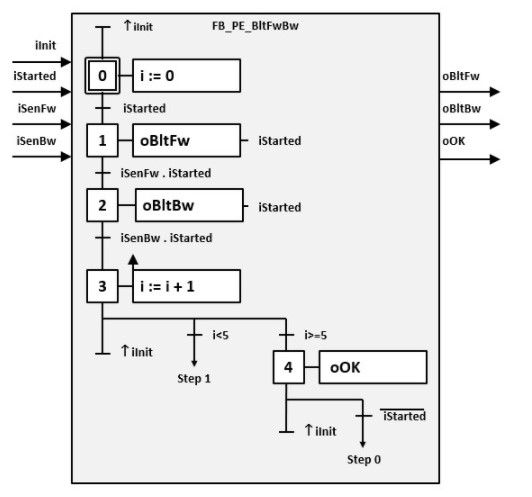 ↑iInit
FB_PE_BltFwBw
iInit
0
i := 0
iStarted
oBltFw
iStarted
oBltBw
iSenFw
iSenBw
oOK
1
oBltFw
iStarted
iSenFw . iStarted
2
oBltBw
iStarted
iSenBw . iStarted
3
i := i + 1
↑iInit
i<5
i>=5
Step 1
4
oOK
↑iInit
iStarted
Step 0